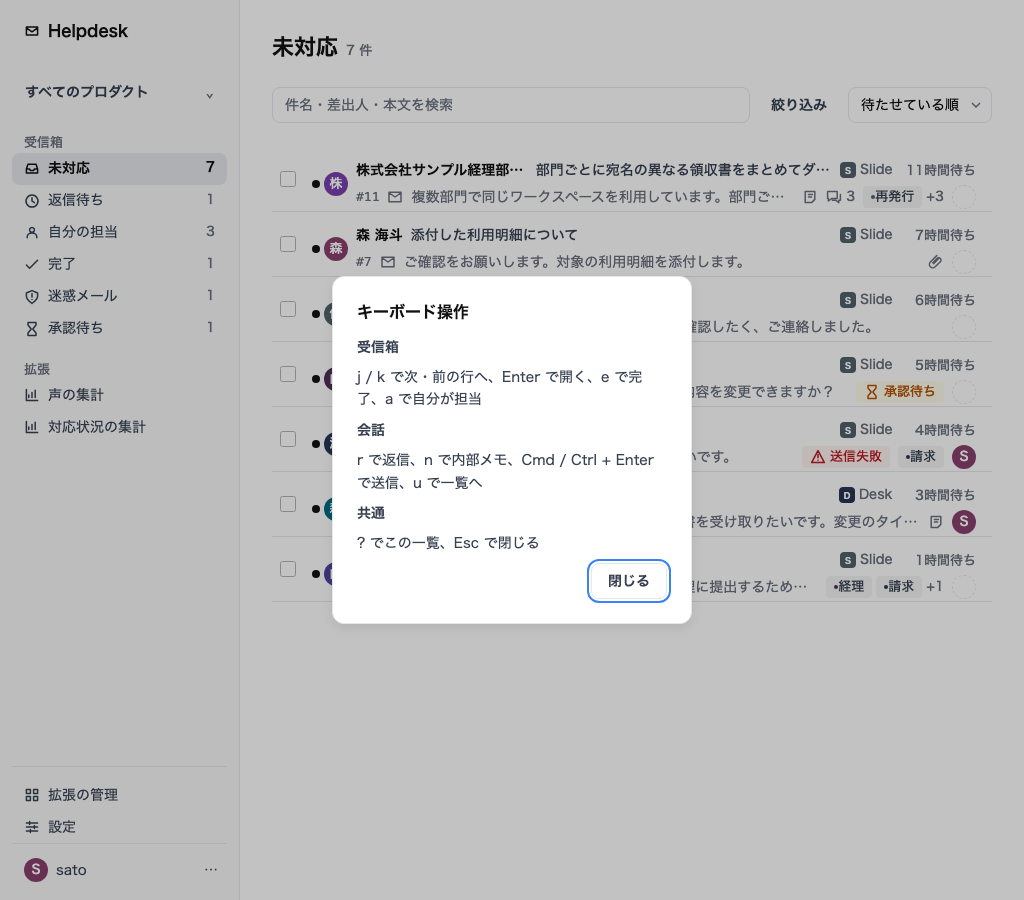 Helpdesk
すべてのプロダクト
受信箱
未対応 7
返信待ち 1
自分の担当 3
完了 1
迷惑メール 1
承認待ち 1
拡張
声の集計
対応状況の集計
拡張の管理
設定
S sato …
未対応 7 件
件名・差出人・本文を検索 絞り込み 待たせている順
株 株式会社サンプル経理部… 部門ごとに宛名の異なる領収書をまとめてダ… S Slide 11時間待ち
#11 複数部門で同じワークスペースを利用しています。部門ご… 3 •再発行 +3
森 森 海斗 添付した利用明細について S Slide 7時間待ち
#7 ご確認をお願いします。対象の利用明細を添付します。
S Slide 6時間待ち
確認したく、ご連絡しました。
S Slide 5時間待ち
内容を変更できますか？ 承認待ち
S Slide 4時間待ち
いです。 送信失敗 •請求 S
D Desk 3時間待ち
を受け取りたいです。変更のタイ… S
S Slide 1時間待ち
に提出するため… •経理 •請求 +1
キーボード操作
受信箱
j / k で次・前の行へ、Enter で開く、e で完
了、a で自分が担当
会話
r で返信、n で内部メモ、Cmd / Ctrl + Enter
で送信、u で一覧へ
共通
? でこの一覧、Esc で閉じる
閉じる